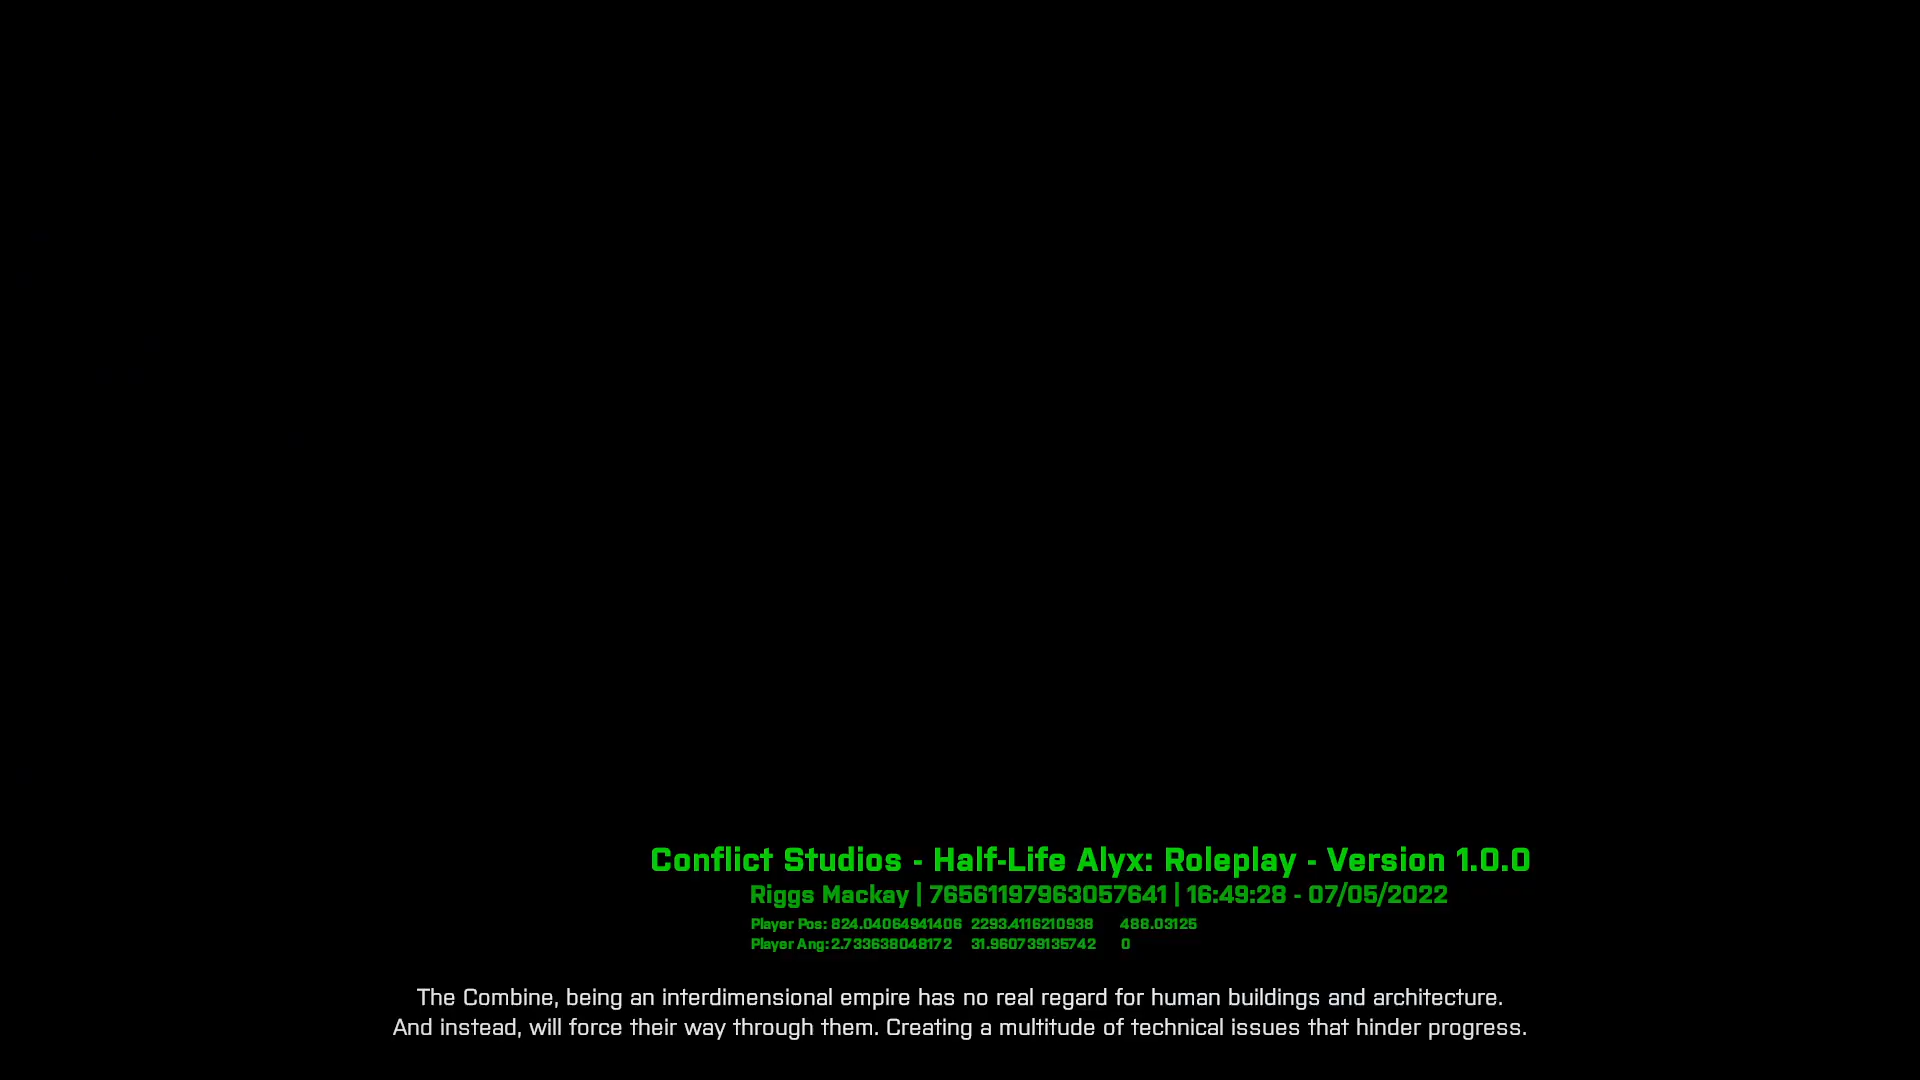 Conflict Studios - Half-Life Alyx: Roleplay - Version 1.0.0
Riggs Mackay | 76561197963057641 | 16:49:28 - 07/05/2022
Player Pos: 824.04064941406 2293.4116210938 488.03125
Player Ang: 2.733638048172 31.960739135742 0
The Combine, being an interdimensional empire has no real regard for human buildings and architecture.
And instead, will force their way through them. Creating a multitude of technical issues that hinder progress.